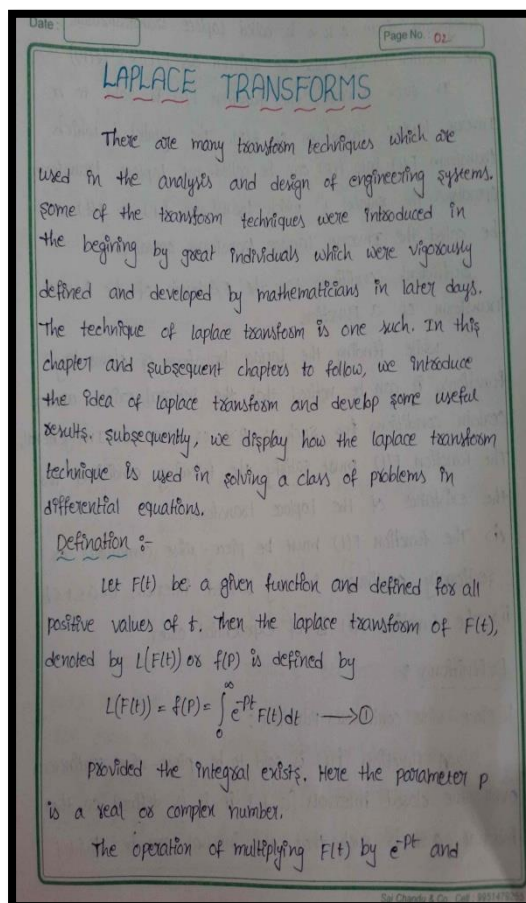 Date :
Page No. 02
LAPLACE TRANSFORMS
There are many transform techniques which are
used in the analysis and design of engineering systems.
Some of the transform techniques were introduced in
the begining by great individuals which were vigorously
defined and developed by mathematicians in later days.
The technique of laplace transform is one such. In this
chapter and subsequent chapters to follow, we introduce
the idea of laplace transform and develop some useful
results. Subsequently, we display how the laplace transform
technique is used in solving a class of problems in
differential equations.
Defination :-
Let F(t) be a given function and defined for all
positive values of t. Then the laplace transform of F(t),
denoted by L(F(t)) or f(P) is defined by
L(F(t)) = f(P) = ∫₀^∞ e^-Pt F(t) dt ⟶ ①
provided the integral exists. Here the parameter p
is a real or complex number.
The operation of multiplying F(t) by e^-Pt and
Sai Chandu & Co. Cell :